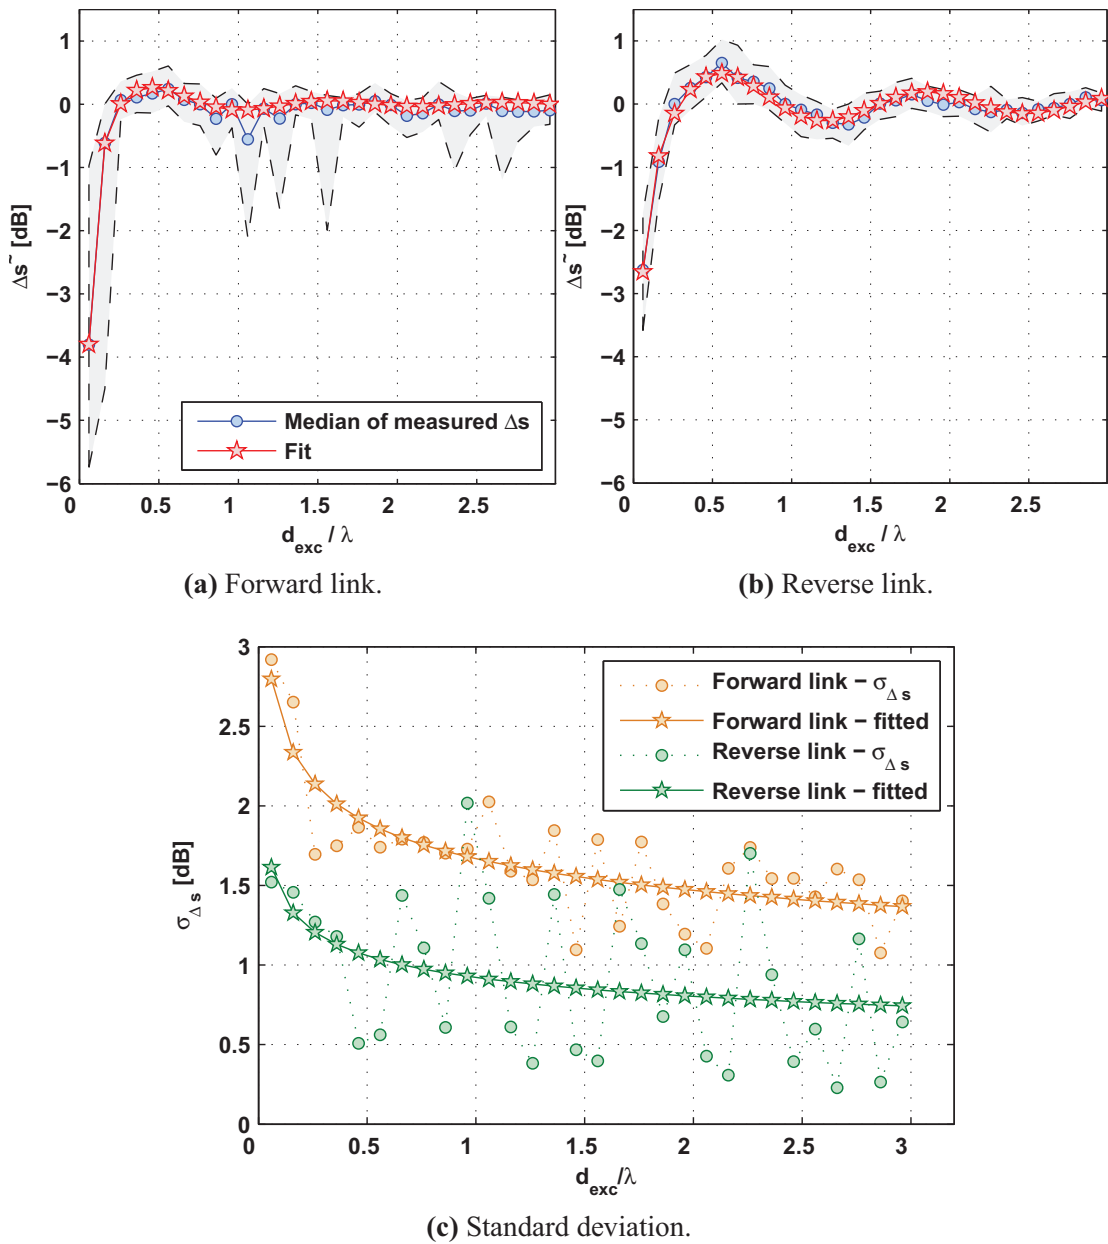 1
0
−1
−2
−3
−4
−5
−6
Δs˜ [dB]
0 0.5 1 1.5 2 2.5
d_exc / λ
Median of measured Δs
Fit
(a) Forward link.
1
0
−1
−2
−3
−4
−5
−6
Δs˜ [dB]
0 0.5 1 1.5 2 2.5
d_exc / λ
(b) Reverse link.
3
2.5
2
1.5
1
0.5
0
σ_Δ s [dB]
0 0.5 1 1.5 2 2.5 3
d_exc/λ
Forward link − σ_Δ s
Forward link − fitted
Reverse link − σ_Δ s
Reverse link − fitted
(c) Standard deviation.